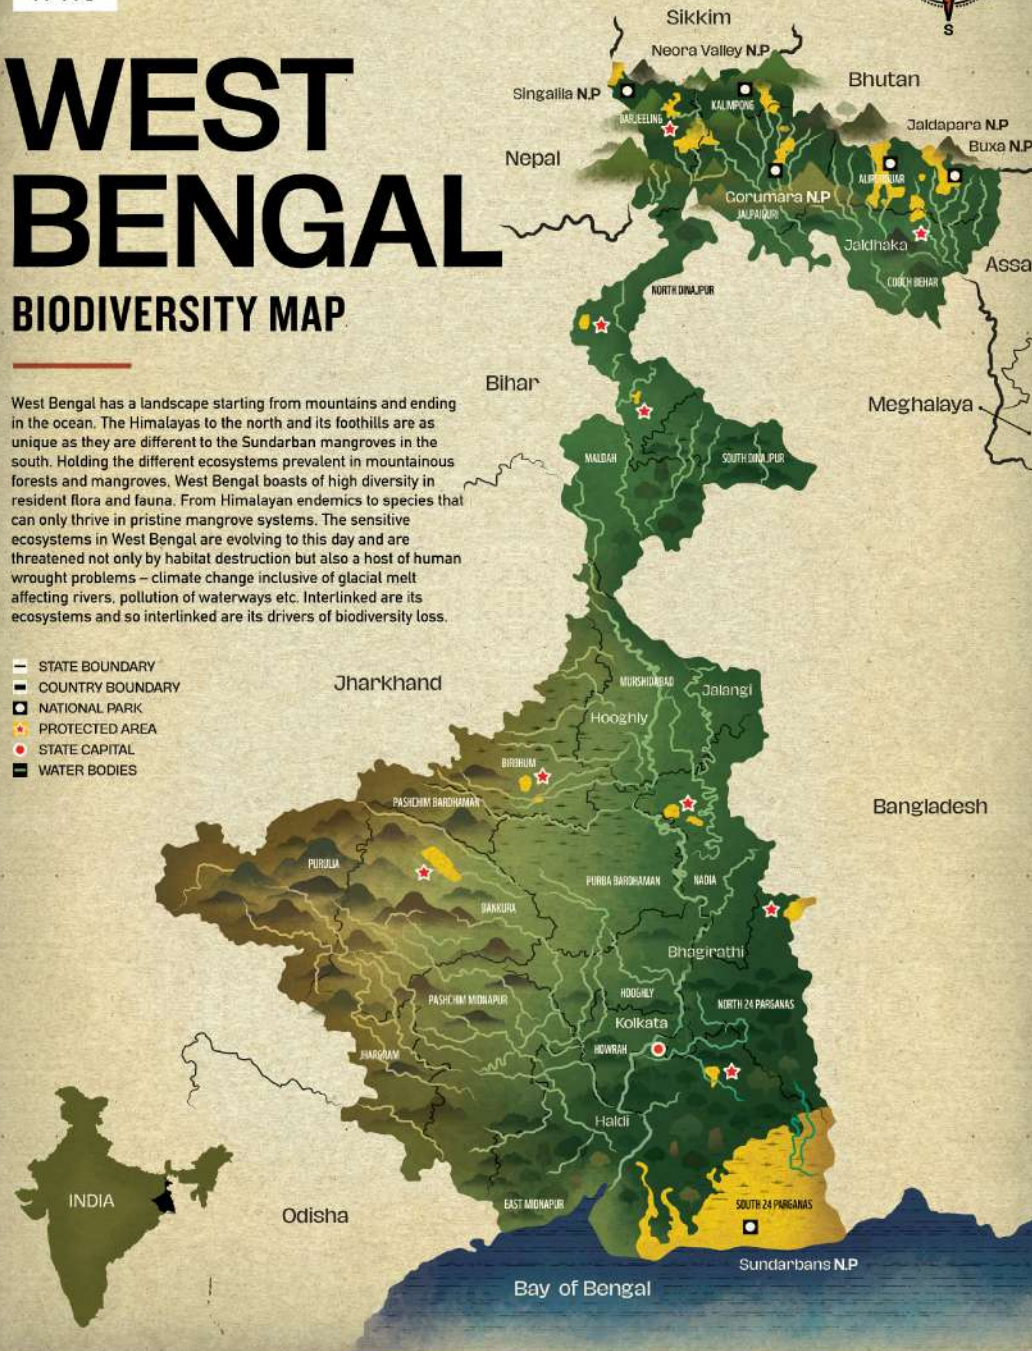 Sikkim
S
WEST
BENGAL
BIODIVERSITY MAP
West Bengal has a landscape starting from mountains and ending
in the ocean. The Himalayas to the north and its foothills are as
unique as they are different to the Sundarban mangroves in the
south. Holding the different ecosystems prevalent in mountainous
forests and mangroves, West Bengal boasts of high diversity in
resident flora and fauna. From Himalayan endemics to species that
can only thrive in pristine mangrove systems. The sensitive
ecosystems in West Bengal are evolving to this day and are
threatened not only by habitat destruction but also a host of human
wrought problems – climate change inclusive of glacial melt
affecting rivers, pollution of waterways etc. Interlinked are its
ecosystems and so interlinked are its drivers of biodiversity loss.
STATE BOUNDARY
COUNTRY BOUNDARY
NATIONAL PARK
PROTECTED AREA
STATE CAPITAL
WATER BODIES
Neora Valley N.P
Bhutan
Singallia N.P
KALIMPONG
DARJEELING
Jaldapara N.P
Buxa N.P
Nepal
ALIPURDUAR
Gorumara N.P
JALPAIGURI
Jaldhaka
Assa
COOCH BEHAR
NORTH DINAJPUR
Bihar
Meghalaya
MALDAH
SOUTH DINAJPUR
Jharkhand
MURSHIDABAD
Jalangi
Hooghly
BIRBHUM
PASHCHIM BARDHAMAN
Bangladesh
PURULIA
PURBA BARDHAMAN
NADIA
BANKURA
Bhagirathi
HOOGHLY
PASHCHIM MIDNAPUR
NORTH 24 PARGANAS
Kolkata
HOWRAH
JHARGRAM
Haldi
INDIA
EAST MIDNAPUR
SOUTH 24 PARGANAS
Odisha
Sundarbans N.P
Bay of Bengal